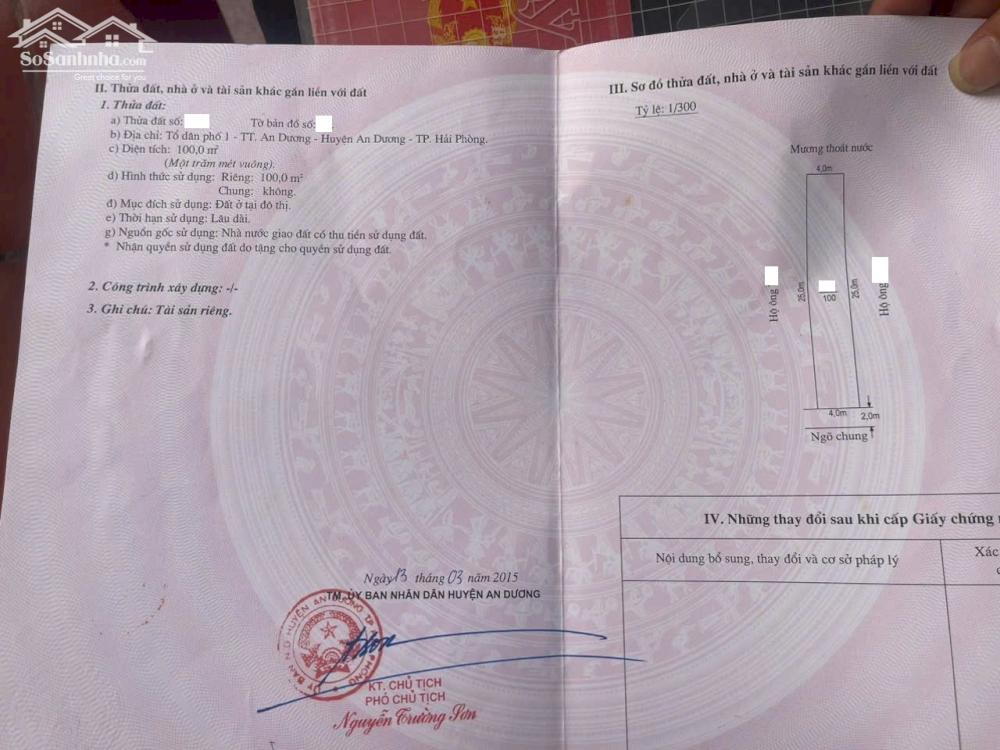 SoSanhnha.com
Great choice for you
II. Thửa đất, nhà ở và tài sản khác gắn liền với đất
1. Thửa đất:
a) Thửa đất số: Tờ bản đồ số:
b) Địa chỉ: Tổ dân phố 1 - TT. An Dương - Huyện An Dương - TP. Hải Phòng.
c) Diện tích: 100,0 m²
(Một trăm mét vuông).
d) Hình thức sử dụng: Riêng: 100,0 m²
Chung: không.
đ) Mục đích sử dụng: Đất ở tại đô thị.
e) Thời hạn sử dụng: Lâu dài.
g) Nguồn gốc sử dụng: Nhà nước giao đất có thu tiền sử dụng đất.
* Nhận quyền sử dụng đất do tặng cho quyền sử dụng đất.
2. Công trình xây dựng: -/-
3. Ghi chú: Tài sản riêng.
Ngày 13 tháng 03 năm 2015
TM. ỦY BAN NHÂN DÂN HUYỆN AN DƯƠNG
KT. CHỦ TỊCH
PHÓ CHỦ TỊCH
Nguyễn Trường Sơn
III. Sơ đồ thửa đất, nhà ở và tài sản khác gắn liền với đất
Tỷ lệ: 1/300
Mương thoát nước
4,0m
Hộ ông
25,0m
100
25,0m
Hộ ông
4,0m
2,0m
Ngõ chung
IV. Những thay đổi sau khi cấp Giấy chứng
Nội dung bổ sung, thay đổi và cơ sở pháp lý
Xác